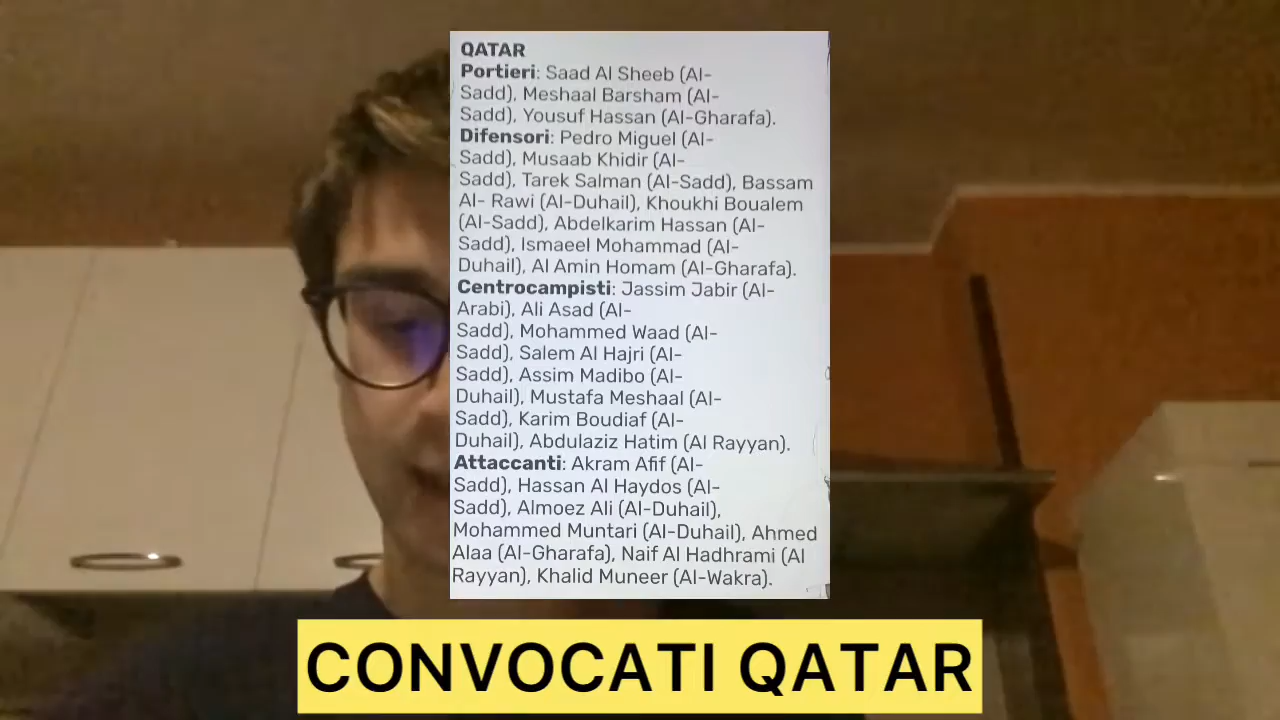 QATAR
Portieri: Saad Al Sheeb (Al-
Sadd), Meshaal Barsham (Al-
Sadd), Yousuf Hassan (Al-Gharafa).
Difensori: Pedro Miguel (Al-
Sadd), Musaab Khidir (Al-
Sadd), Tarek Salman (Al-Sadd), Bassam
Al- Rawi (Al-Duhail), Khoukhi Boualem
(Al-Sadd), Abdelkarim Hassan (Al-
Sadd), Ismaeel Mohammad (Al-
Duhail), Al Amin Homam (Al-Gharafa).
Centrocampisti: Jassim Jabir (Al-
Arabi), Ali Asad (Al-
Sadd), Mohammed Waad (Al-
Sadd), Salem Al Hajri (Al-
Sadd), Assim Madibo (Al-
Duhail), Mustafa Meshaal (Al-
Sadd), Karim Boudiaf (Al-
Duhail), Abdulaziz Hatim (Al Rayyan).
Attaccanti: Akram Afif (Al-
Sadd), Hassan Al Haydos (Al-
Sadd), Almoez Ali (Al-Duhail),
Mohammed Muntari (Al-Duhail), Ahmed
Alaa (Al-Gharafa), Naif Al Hadhrami (Al
Rayyan), Khalid Muneer (Al-Wakra).
CONVOCATI QATAR